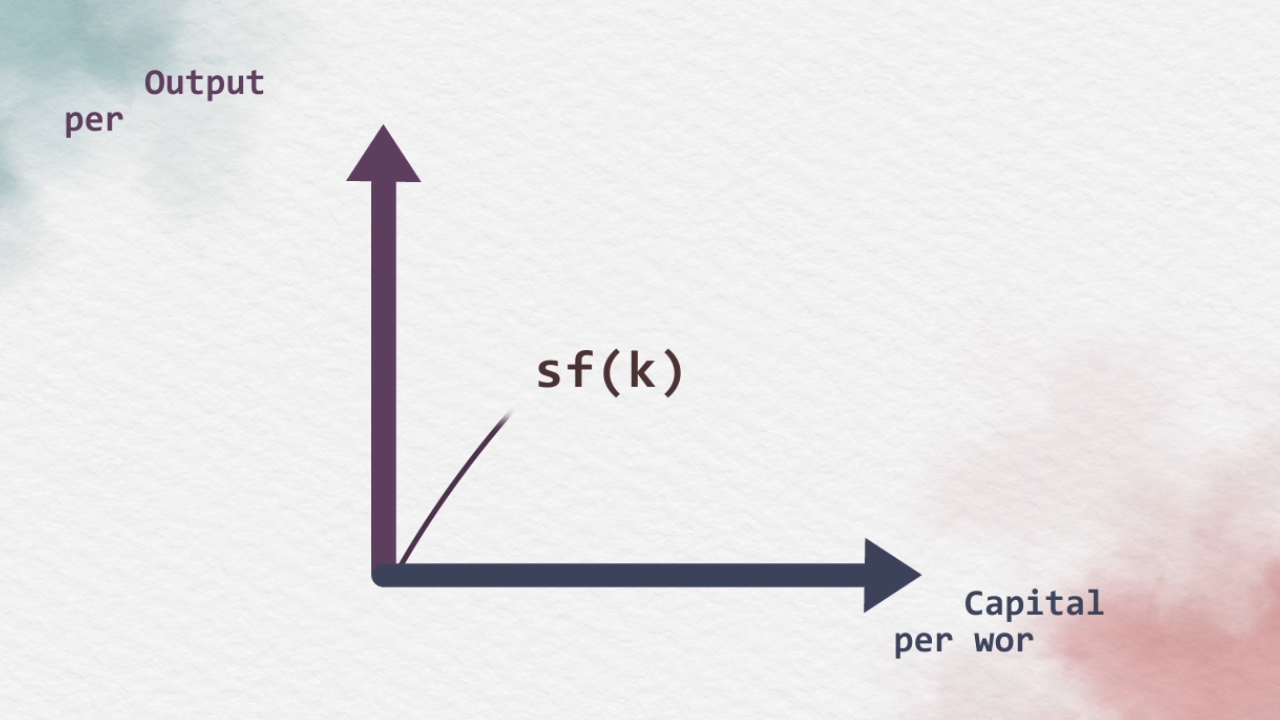 Output
per
sf(k)
Capital
per wor